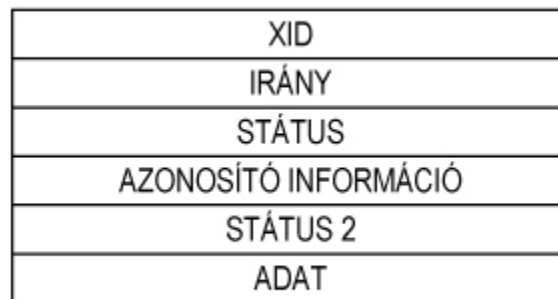 XID
IRÁNY
STÁTUS
AZONOSÍTÓ INFORMÁCIÓ
STÁTUS 2
ADAT